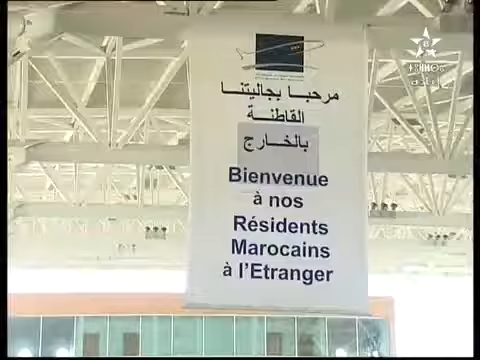 مرحبا بجاليتنا
القاطنة
بالخارج
Bienvenue
à nos
Résidents
Marocains
à l'Etranger